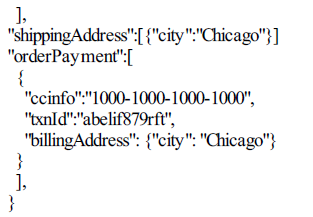 ],
"shippingAddress":[{"city":"Chicago"}]
"orderPayment":[
{
"ccinfo":"1000-1000-1000-1000",
"txnId":"abelif879rft",
"billingAddress": {"city": "Chicago"}
}
],
}